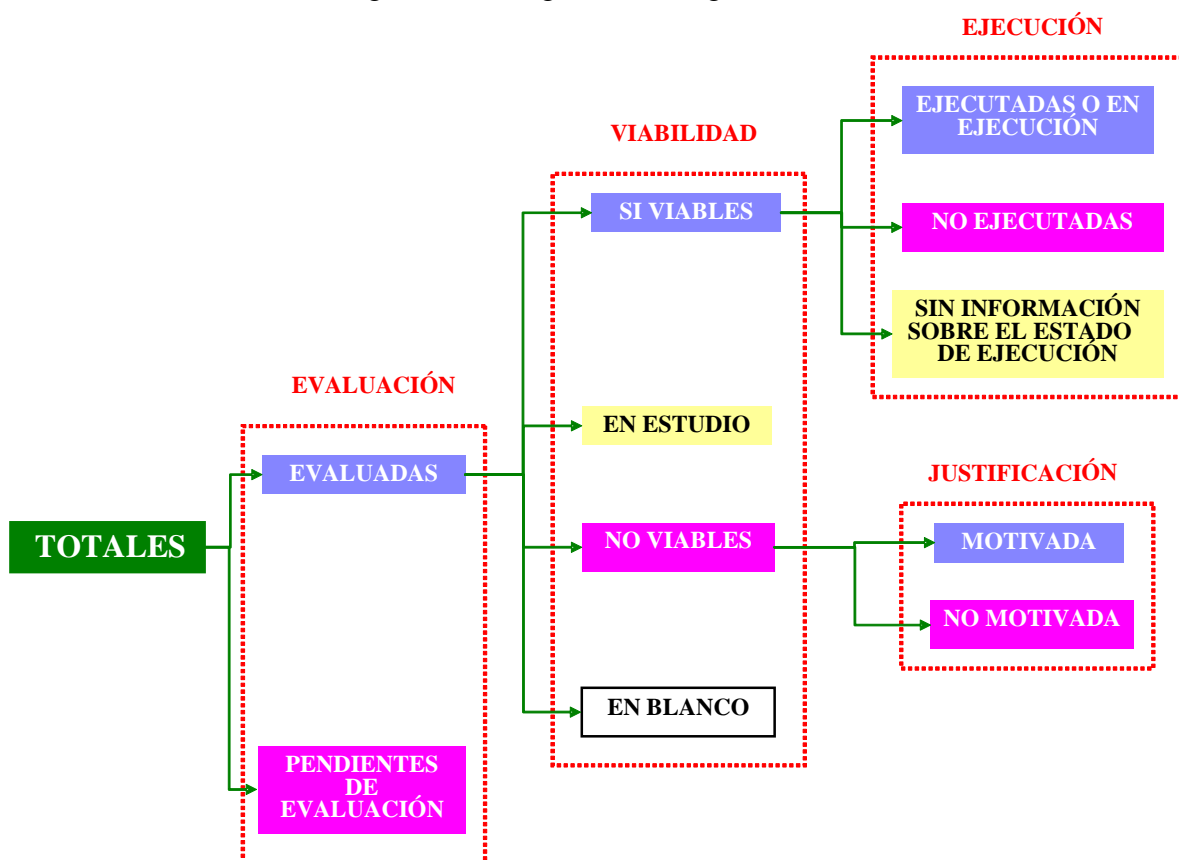 EJECUCIÓN
EJECUTADAS O EN
EJECUCIÓN
VIABILIDAD
SI VIABLES
NO EJECUTADAS
SIN INFORMACIÓN
SOBRE EL ESTADO
DE EJECUCIÓN
EVALUACIÓN
EN ESTUDIO
EVALUADAS
JUSTIFICACIÓN
TOTALES
NO VIABLES
MOTIVADA
NO MOTIVADA
EN BLANCO
PENDIENTES
DE
EVALUACIÓN